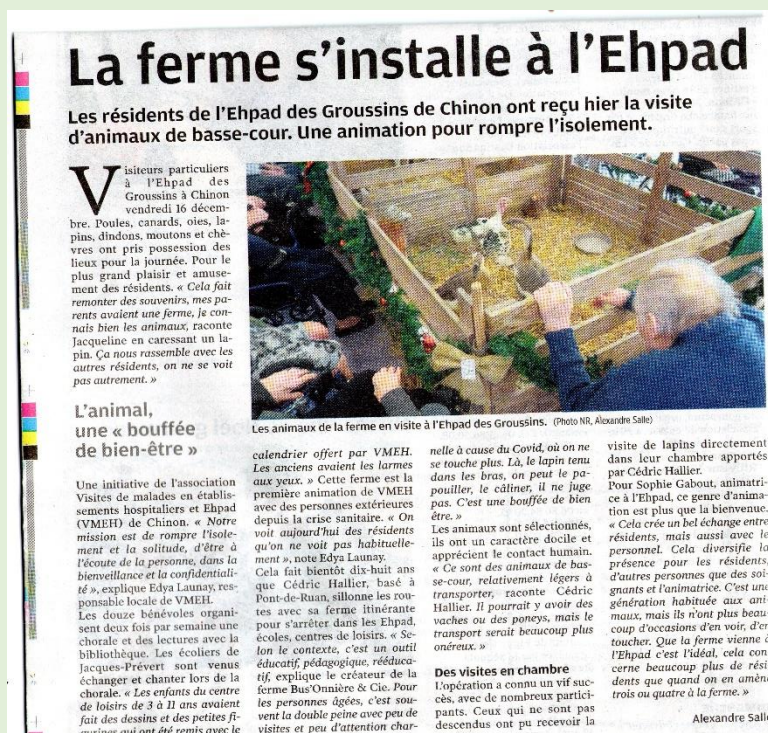 La ferme s'installe à l'Ehpad
Les résidents de l'Ehpad des Groussins de Chinon ont reçu hier la visite
d'animaux de basse-cour. Une animation pour rompre l'isolement.
Visiteurs particuliers
à l'Ehpad des
Groussins à Chinon
vendredi 16 décem-
bre. Poules, canards, oies, la-
pins, dindons, moutons et chè-
vres ont pris possession des
lieux pour la journée. Pour le
plus grand plaisir et amuse-
ment des résidents. « Cela fait
remonter des souvenirs, mes pa-
rents avaient une ferme, je con-
nais bien les animaux, raconte
Jacqueline en caressant un la-
pin. Ça nous rassemble avec les
autres résidents, on ne se voit
pas autrement. »
L'animal,
une « bouffée
de bien-être »
Une initiative de l'association
Visites de malades en établis-
sements hospitaliers et Ehpad
(VMEH) de Chinon. « Notre
mission est de rompre l'isole-
ment et la solitude, d'être à
l'écoute de la personne, dans la
bienveillance et la confidentiali-
té », explique Edya Launay, res-
ponsable locale de VMEH.
Les douze bénévoles organi-
sent deux fois par semaine une
chorale et des lectures avec la
bibliothèque. Les écoliers de
Jacques-Prévert sont venus
échanger et chanter lors de la
chorale. « Les enfants du centre
de loisirs de 3 à 11 ans avaient
fait des dessins et des petites fi-
gurines qui ont été remis avec le
Les animaux de la ferme en visite à l'Ehpad des Groussins. (Photo NR, Alexandre Salle)
calendrier offert par VMEH.
Les anciens avaient les larmes
aux yeux. » Cette ferme est la
première animation de VMEH
avec des personnes extérieures
depuis la crise sanitaire. « On
voit aujourd'hui des résidents
qu'on ne voit pas habituelle-
ment », note Edya Launay.
Cela fait bientôt dix-huit ans
que Cédric Hallier, basé à
Pont-de-Ruan, sillonne les rou-
tes avec sa ferme itinérante
pour s'arrêter dans les Ehpad,
écoles, centres de loisirs. « Se-
lon le contexte, c'est un outil
éducatif, pédagogique, rééduca-
tif, explique le créateur de la
ferme Bus'Onnière & Cie. Pour
les personnes âgées, c'est sou-
vent la double peine avec peu de
visites et peu d'attention char-
nelle à cause du Covid, où on ne
se touche plus. Là, le lapin tenu
dans les bras, on peut le pa-
pouiller, le câliner, il ne juge
pas. C'est une bouffée de bien
être. »
Les animaux sont sélectionnés,
ils ont un caractère docile et
apprécient le contact humain.
« Ce sont des animaux de bas-
se-cour, relativement légers à
transporter, raconte Cédric
Hallier. Il pourrait y avoir des
vaches ou des poneys, mais le
transport serait beaucoup plus
onéreux. »
Des visites en chambre
L'opération a connu un vif suc-
cès, avec de nombreux partici-
pants. Ceux qui ne sont pas
descendus ont pu recevoir la
visite de lapins directement
dans leur chambre apportés
par Cédric Hallier.
Pour Sophie Gabout, animatri-
ce à l'Ehpad, ce genre d'anima-
tion est plus que la bienvenue.
« Cela crée un bel échange entre
résidents, mais aussi avec le
personnel. Cela diversifie la
présence pour les résidents,
d'autres personnes que des soi-
gnants et l'animatrice. C'est une
génération habituée aux ani-
maux, mais ils n'ont plus beau-
coup d'occasions d'en voir, d'en
toucher. Que la ferme vienne à
l'Ehpad c'est l'idéal, cela con-
cerne beaucoup plus de rési-
dents que quand on en amène
trois ou quatre à la ferme. »
Alexandre Salle